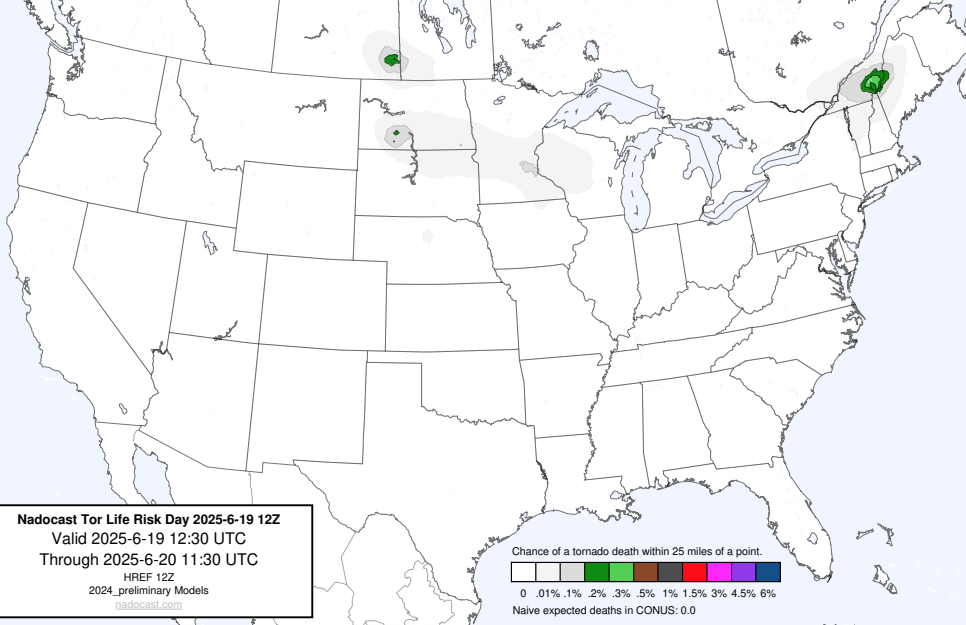 Nadocast Tor Life Risk Day 2025-6-19 12Z
Valid 2025-6-19 12:30 UTC
Through 2025-6-20 11:30 UTC
HREF 12Z
2024_preliminary Models
nadocast.com
Chance of a tornado death within 25 miles of a point.
0 .01% .1% .2% .3% .5% 1% 1.5% 3% 4.5% 6%
Naive expected deaths in CONUS: 0.0